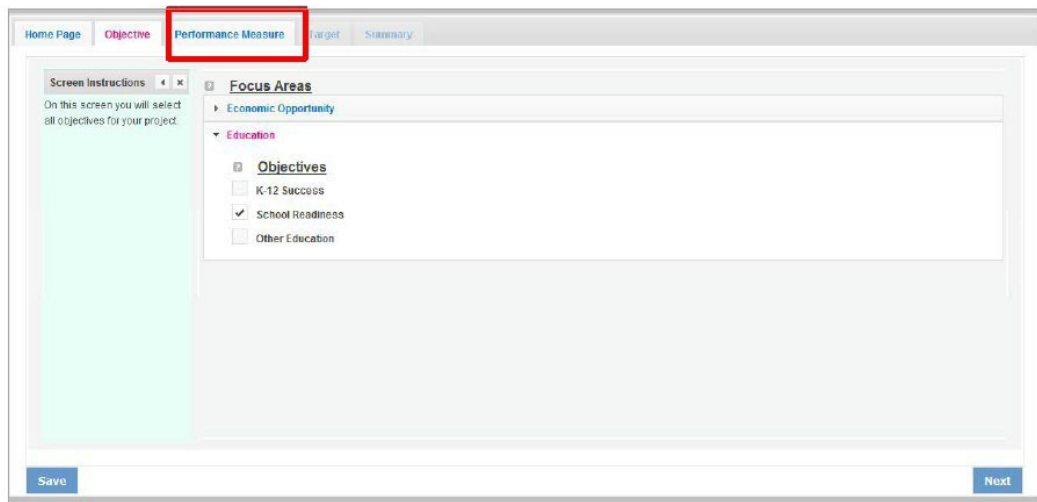 Home Page Objective Performance Measure Target Summary
Screen Instructions
On this screen you will select
all objectives for your project.
Focus Areas
Economic Opportunity
Education
Objectives
K-12 Success
School Readiness
Other Education
Save Next